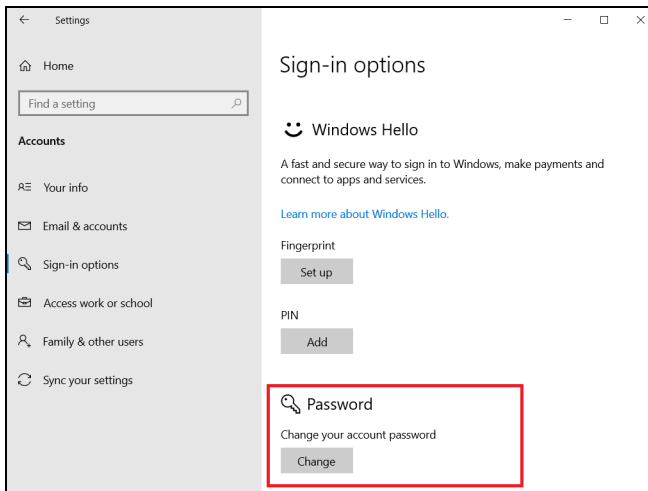 Settings
Home
Find a setting
Accounts
Your info
Email & accounts
Sign-in options
Access work or school
Family & other users
Sync your settings
Sign-in options
Windows Hello
A fast and secure way to sign in to Windows, make payments and
connect to apps and services.
Learn more about Windows Hello.
Fingerprint
Set up
PIN
Add
Password
Change your account password
Change